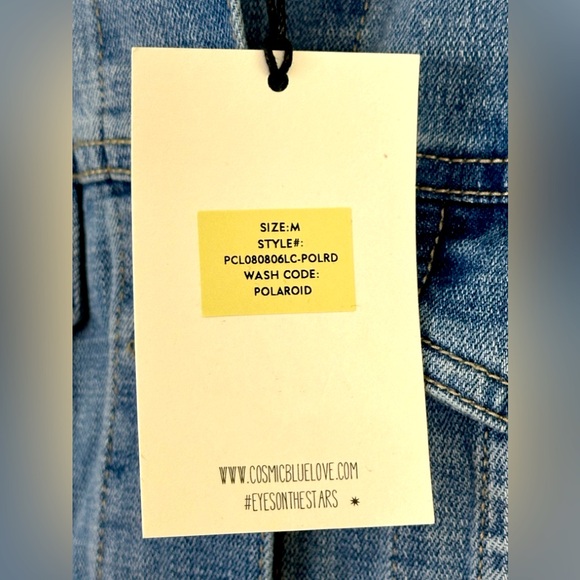 SIZE:M
STYLE#:
PCL080806LC-POLRD
WASH CODE:
POLAROID
WWW.COSMICBLUELOVE.COM
#EYESONTHESTARS *